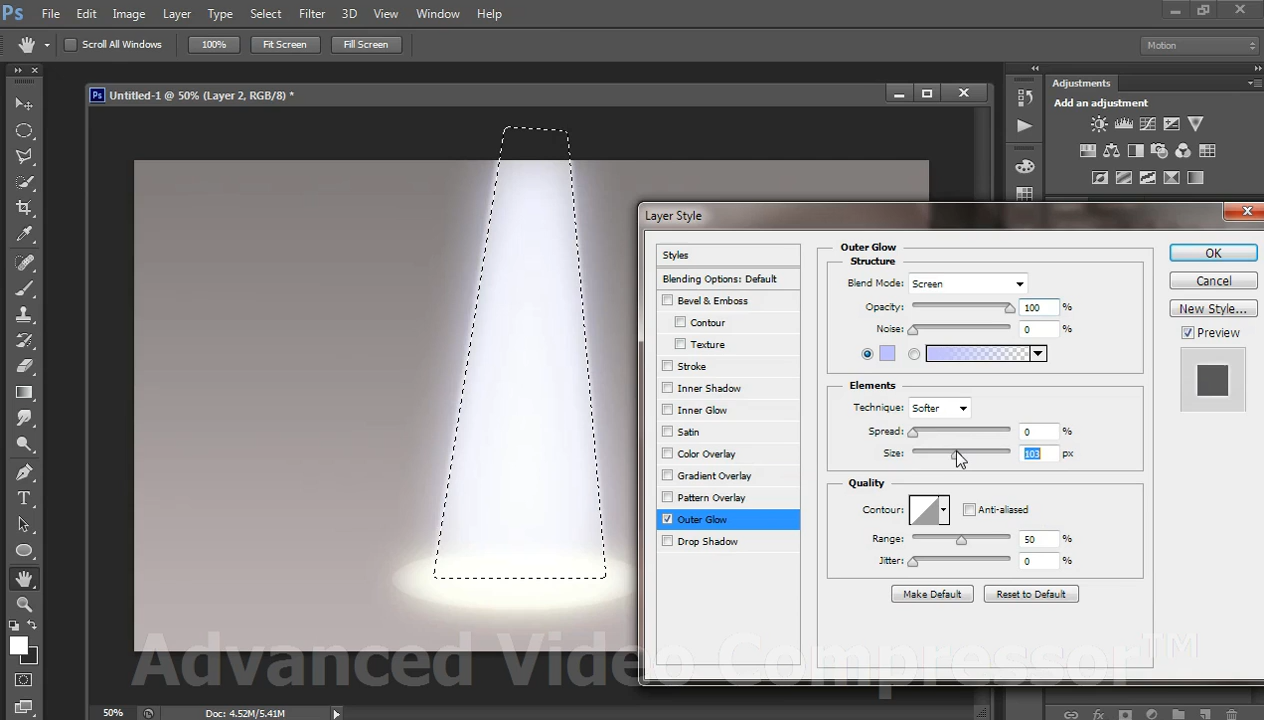 Ps File Edit Image Layer Type Select Filter 3D View Window Help
Scroll All Windows 100% Fit Screen Fill Screen Motion
Ps Untitled-1 @ 50% (Layer 2, RGB/8) *
Adjustments
Add an adjustment
Layer Style
Styles
Blending Options: Default
Bevel & Emboss
Contour
Texture
Stroke
Inner Shadow
Inner Glow
Satin
Color Overlay
Gradient Overlay
Pattern Overlay
Outer Glow
Drop Shadow
Outer Glow
Structure
Blend Mode: Screen
Opacity: 100 %
Noise: 0 %
Elements
Technique: Softer
Spread: 0 %
Size: 103 px
Quality
Contour: Anti-aliased
Range: 50 %
Jitter: 0 %
Make Default Reset to Default
OK
Cancel
New Style...
Preview
T
fx
Advanced Video Compressor™
50% Doc: 4.52M/5.41M